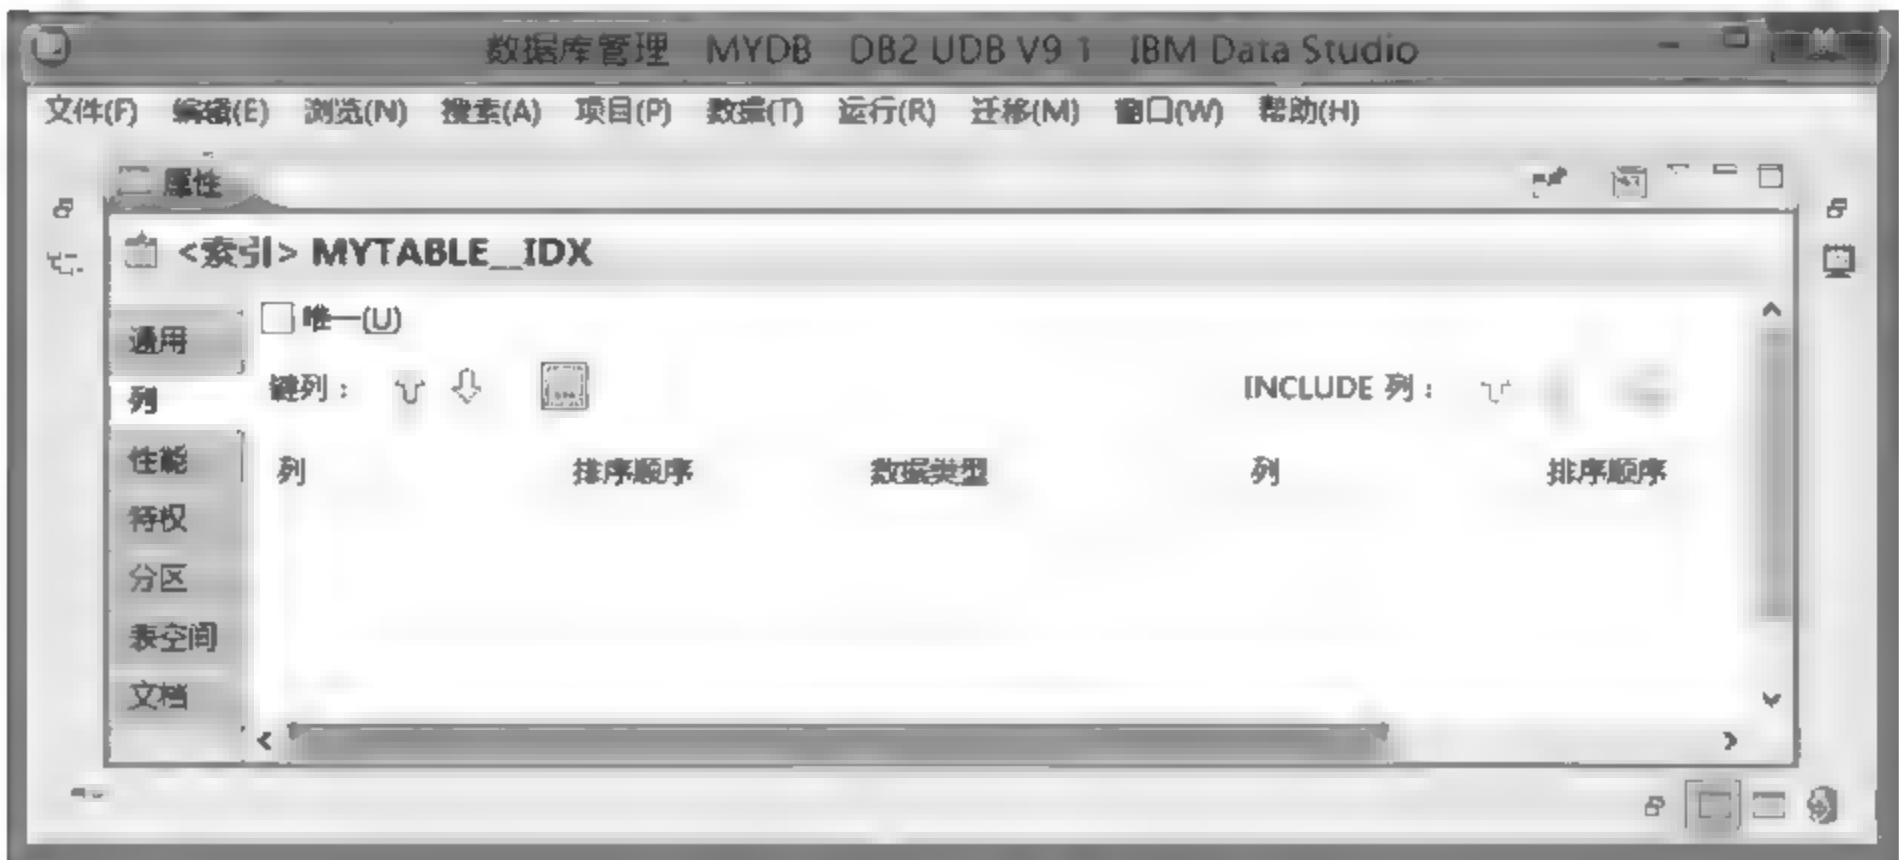 数据库管理 MYDB DB2 UDB V9 1 IBM Data Studio
文件(F) 编辑(E) 浏览(N) 搜索(A) 项目(P) 数据(T) 运行(R) 迁移(M) 窗口(W) 帮助(H)
属性
<索引> MYTABLE__IDX
唯一(U)
通用
键列: INCLUDE 列:
列
列 排序顺序 数据类型 列 排序顺序
性能
特权
分区
表空间
文档